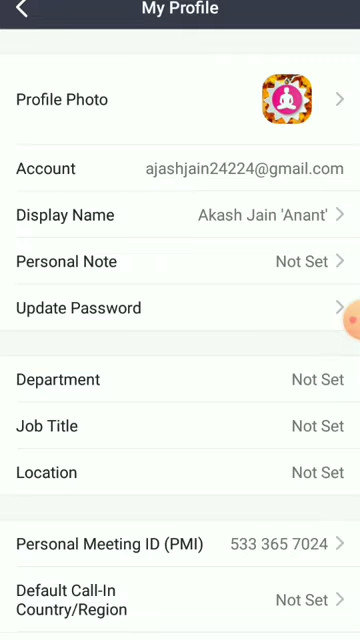 My Profile
Profile Photo
Account ajashjain24224@gmail.com
Display Name Akash Jain 'Anant'
Personal Note Not Set
Update Password
Department Not Set
Job Title Not Set
Location Not Set
Personal Meeting ID (PMI) 533 365 7024
Default Call-In
Country/Region Not Set